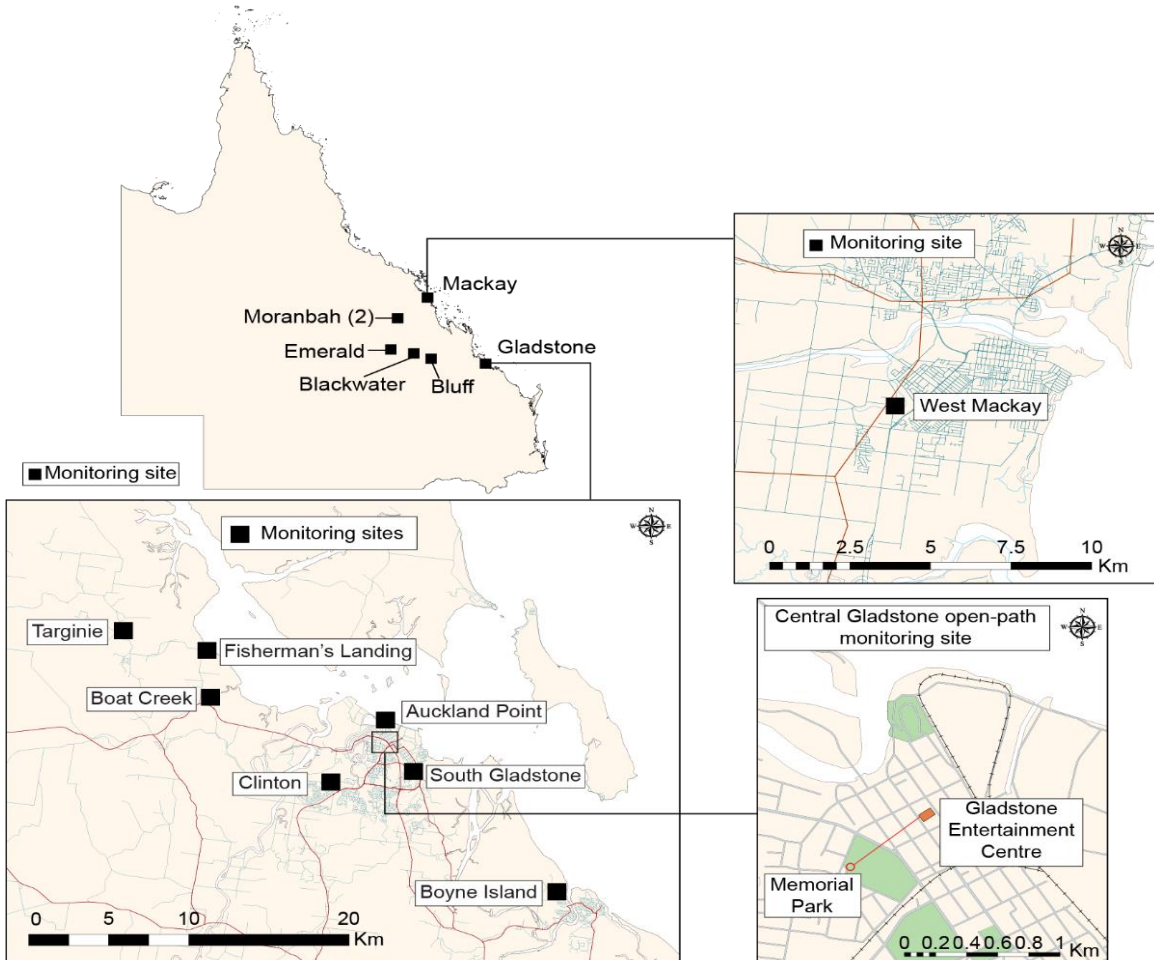 Mackay
Moranbah (2)
Emerald
Blackwater
Bluff
Gladstone
Monitoring site
Monitoring site
N
W E
S
West Mackay
0 2.5 5 7.5 10
Km
Monitoring sites
N
W E
S
Targinie
Fisherman's Landing
Boat Creek
Auckland Point
Clinton
South Gladstone
Boyne Island
0 5 10 20
Km
Central Gladstone open-path
monitoring site
N
W E
S
Gladstone
Entertainment
Centre
Memorial
Park
0 0.2 0.4 0.6 0.8 1
Km